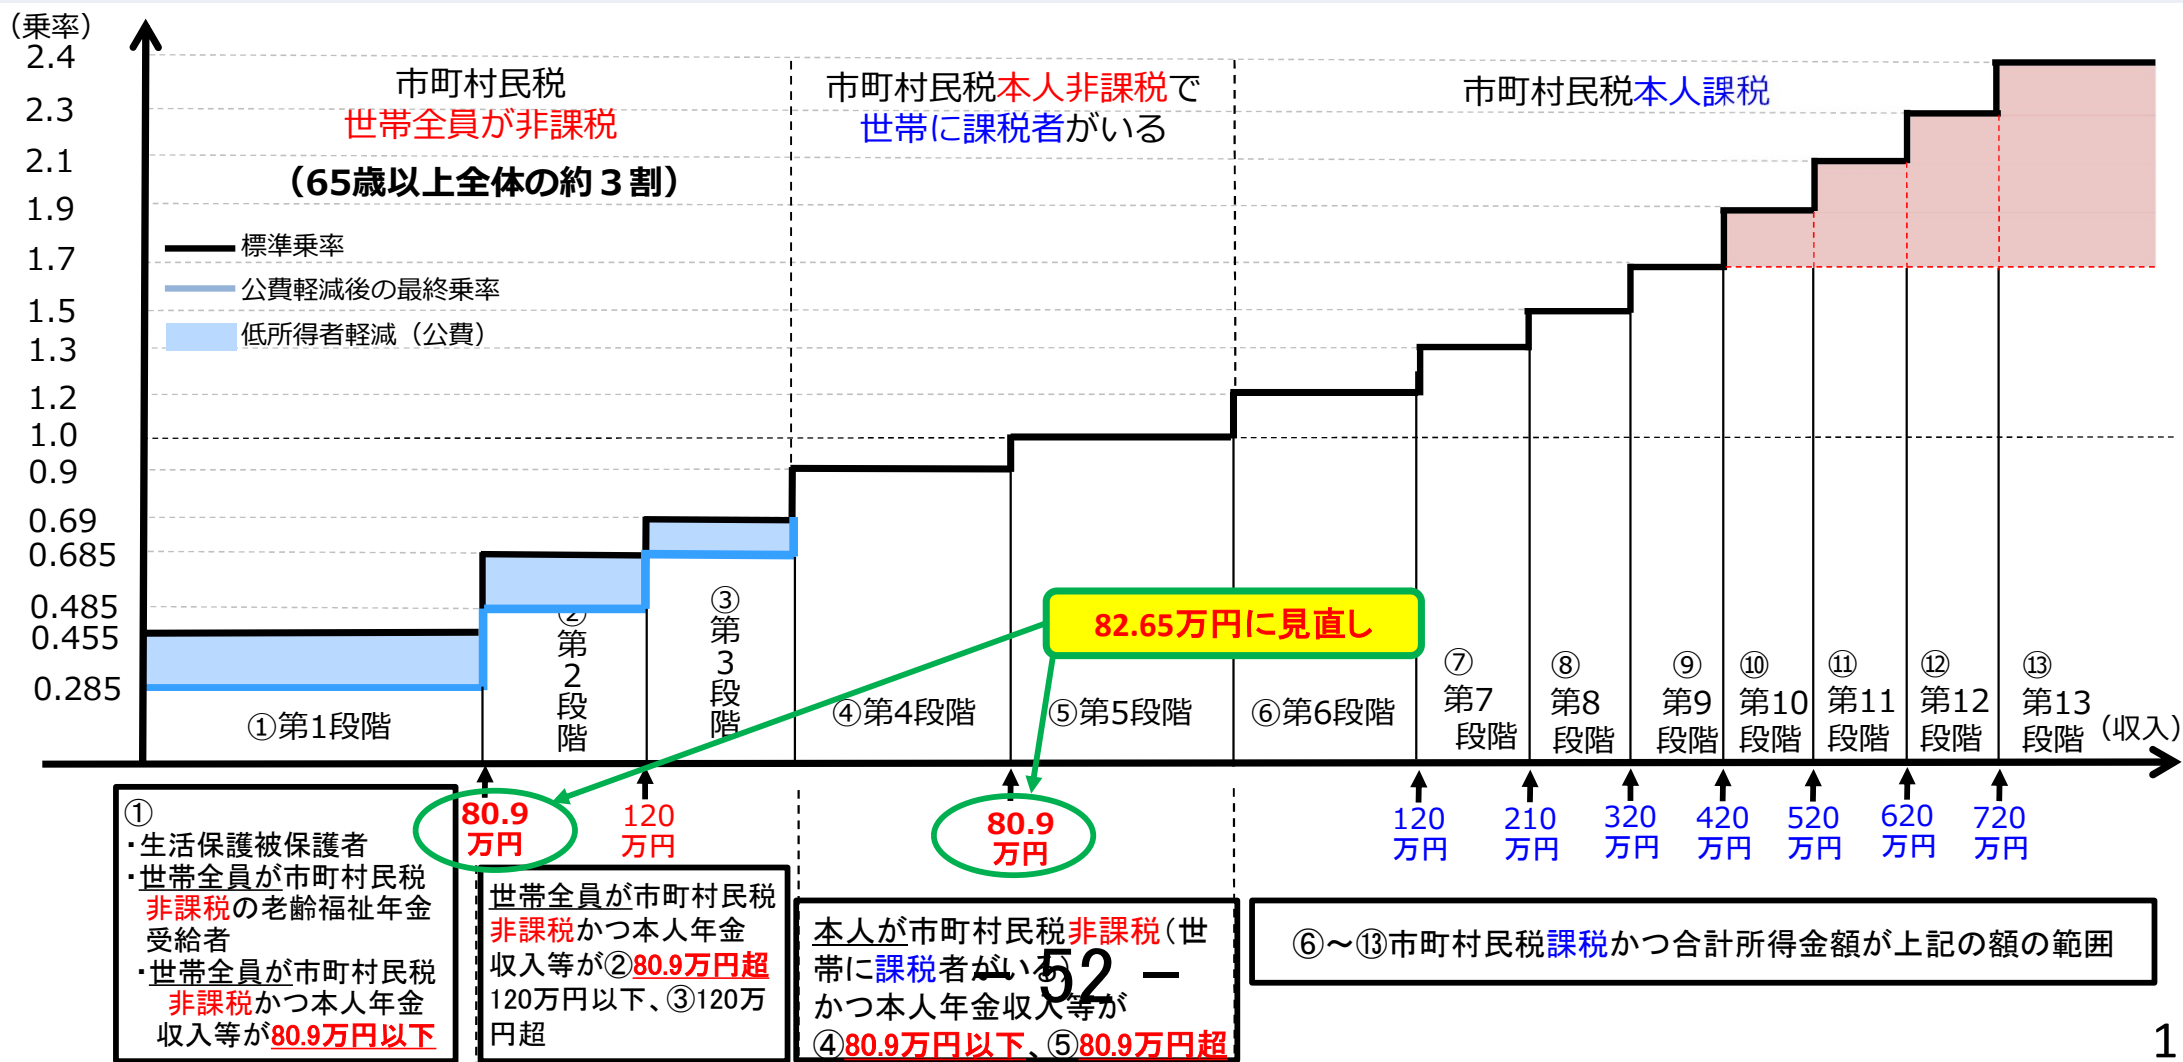 (乗率)
2.4
2.3
2.1
1.9
1.7
1.5
1.3
1.2
1.0
0.9
0.69
0.685
0.485
0.455
0.285
市町村民税
世帯全員が非課税
（65歳以上全体の約３割）
市町村民税本人非課税で
世帯に課税者がいる
市町村民税本人課税
標準乗率
公費軽減後の最終乗率
低所得者軽減（公費）
82.65万円に見直し
①第1段階
②
第
2
段
階
③
第
3
段
階
④第4段階
⑤第5段階
⑥第6段階
⑦
第7
段階
⑧
第8
段階
⑨
第9
段階
⑩
第10
段階
⑪
第11
段階
⑫
第12
段階
⑬
第13
段階
(収入)
80.9
万円
120
万円
80.9
万円
120
万円
210
万円
320
万円
420
万円
520
万円
620
万円
720
万円
①
・生活保護被保護者
・世帯全員が市町村民税
非課税の老齢福祉年金
受給者
・世帯全員が市町村民税
非課税かつ本人年金
収入等が80.9万円以下
世帯全員が市町村民税
非課税かつ本人年金
収入等が②80.9万円超
120万円以下、③120万
円超
本人が市町村民税非課税（世
帯に課税者がいる)
かつ本人年金収入等が
④80.9万円以下、⑤80.9万円超
⑥～⑬市町村民税課税かつ合計所得金額が上記の額の範囲
− 52 −
1